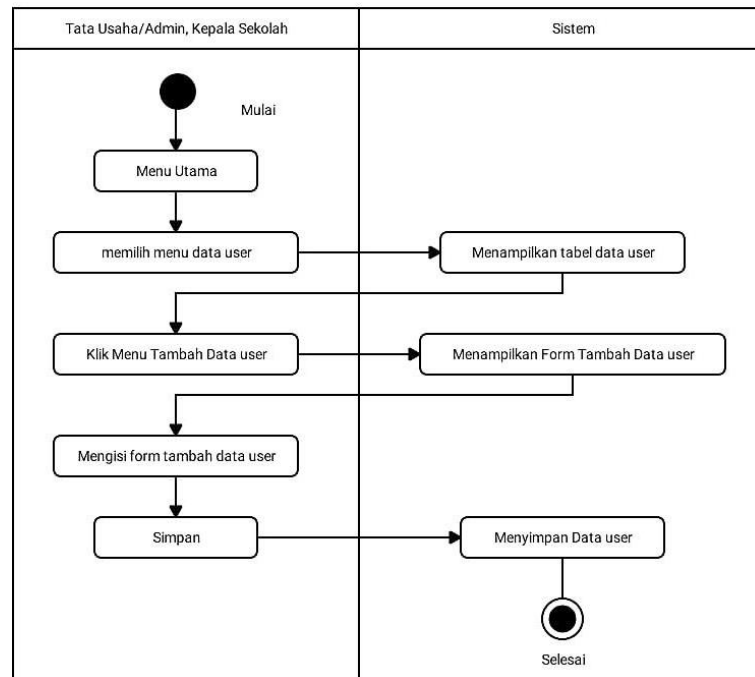 Tata Usaha/Admin, Kepala Sekolah
Sistem
Mulai
Menu Utama
memilih menu data user
Menampilkan tabel data user
Klik Menu Tambah Data user
Menampilkan Form Tambah Data user
Mengisi form tambah data user
Simpan
Menyimpan Data user
Selesai